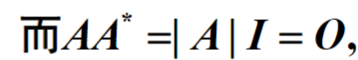 而AA* =| A | I = O,